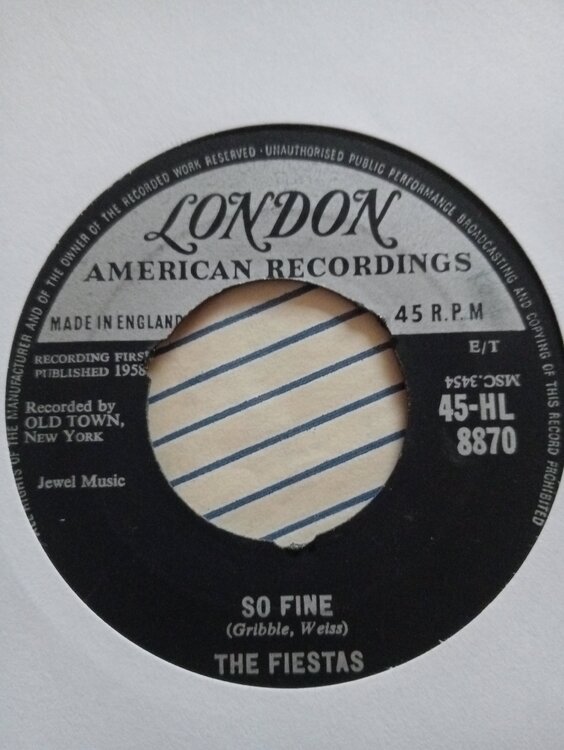 ALL RIGHTS OF THE MANUFACTURER AND OF THE OWNER OF THE RECORDED WORK RESERVED · UNAUTHORISED PUBLIC PERFORMANCE BROADCASTING AND COPYING OF THIS RECORD PROHIBITED
LONDON
AMERICAN RECORDINGS
MADE IN ENGLAND
45 R.P.M
RECORDING FIRST
PUBLISHED 1958
E/T
MSC.3454
Recorded by
OLD TOWN,
NEW YORK
45-HL
8870
Jewel Music
SO FINE
(Gribble, Weiss)
THE FIESTAS